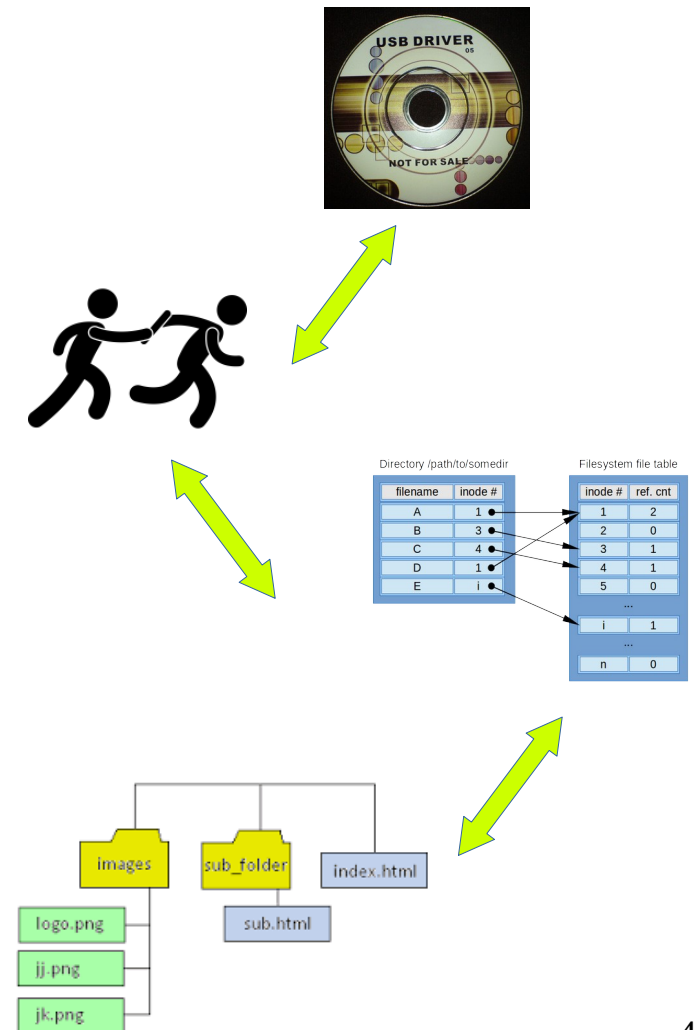 USB DRIVER
05
NOT FOR SALE
Directory /path/to/somedir
Filesystem file table
filename inode #
A 1
B 3
C 4
D 1
E i
inode # ref. cnt
1 2
2 0
3 1
4 1
5 0
...
i 1
...
n 0
images
sub_folder
index.html
logo.png
sub.html
jj.png
jk.png
4